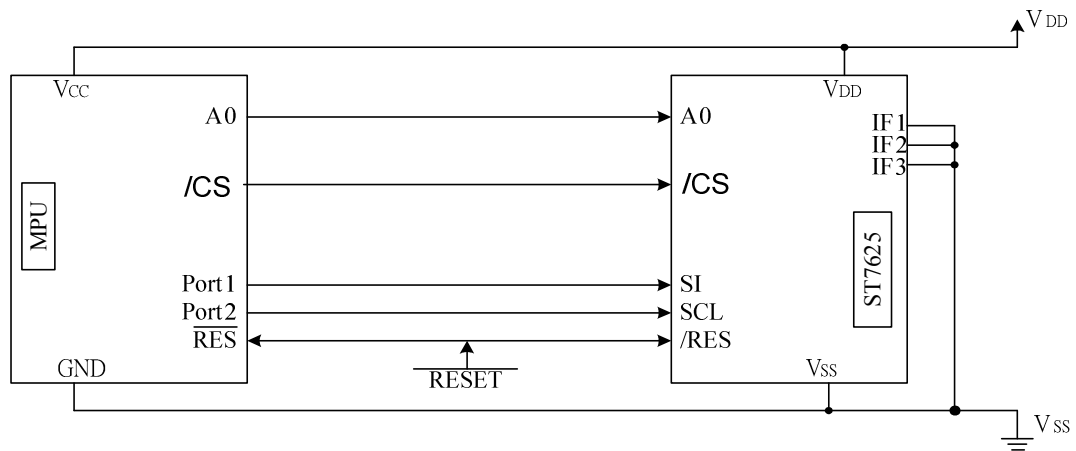 VDD
VCC
VDD
A0
A0
IF1
IF2
IF3
/CS
/CS
MPU
ST7625
Port1
SI
Port2
SCL
RES
/RES
RESET
GND
VSS
VSS